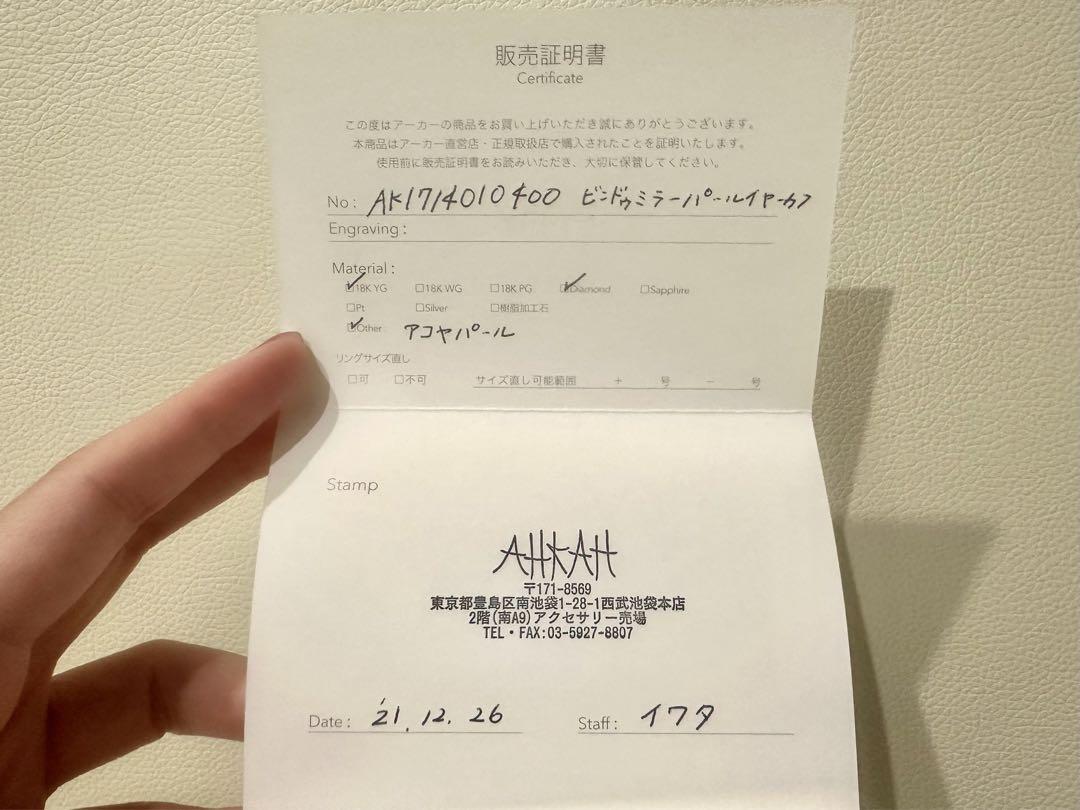 販売証明書
Certificate
この度はアーカーの商品をお買い上げいただき誠にありがとうございます。
本商品はアーカー直営店・正規取扱店で購入されたことを証明いたします。
使用前に販売証明書をお読みいただき、大切に保管してください。
No : AK1714010400 ビンドゥミラーパールイヤーカフ
Engraving :
Material :
☑18K YG □18K WG □18K PG ☑Diamond □Sapphire
□Pt □Silver □樹脂加工石
☑Other アコヤパール
リングサイズ直し
□可 □不可 サイズ直し可能範囲 + 号 − 号
Stamp
AHKAH
〒171-8569
東京都豊島区南池袋1-28-1西武池袋本店
2階(南A9)アクセサリー売場
TEL・FAX:03-5927-8807
Date : '21. 12. 26 Staff : イワタ